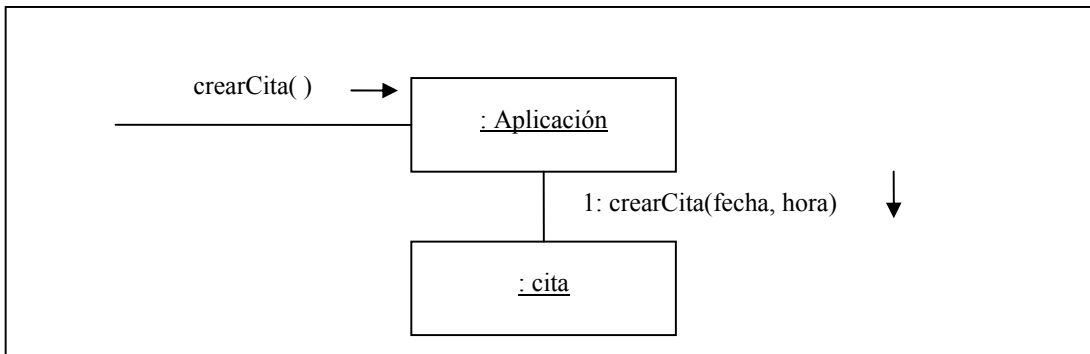 crearCita( )
: Aplicación
1: crearCita(fecha, hora)
: cita